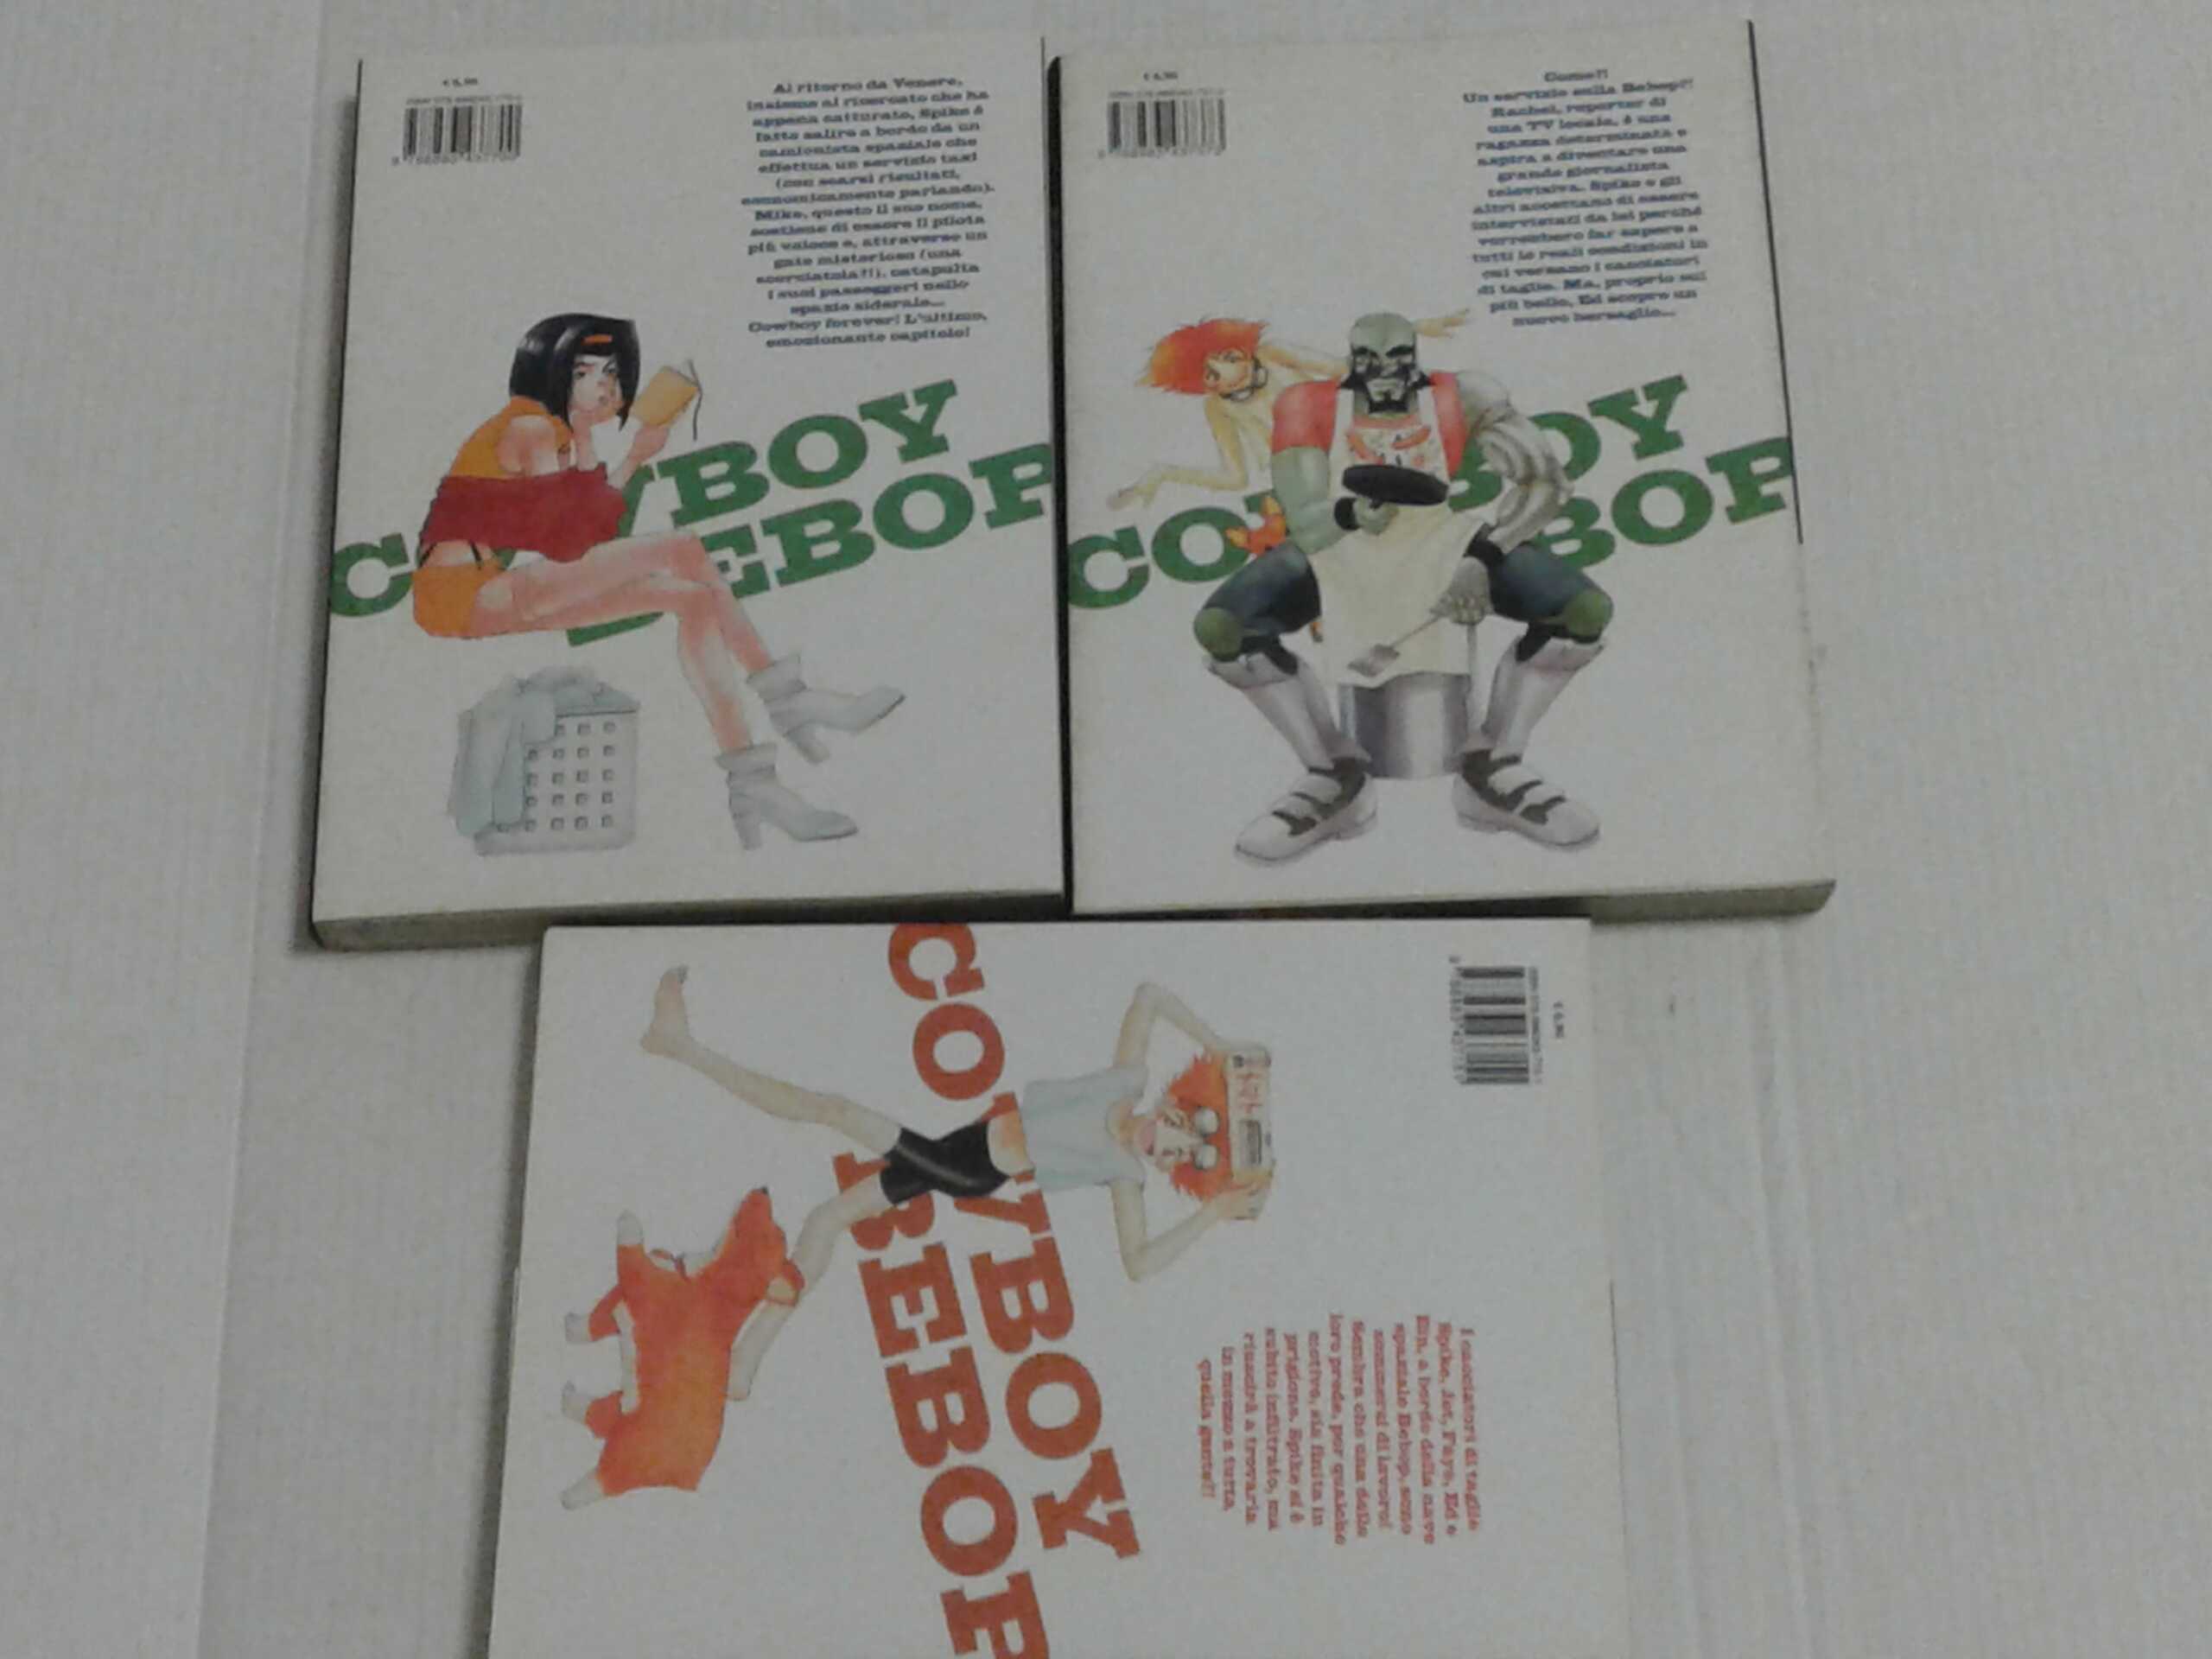 € 6,90
Al ritorno da Venere,
insieme al ricercato che ha
appena catturato, Spike è
fatto salire a bordo da un
camionista spaziale che
effettua un servizio taxi
(con scarsi risultati,
economicamente parlando).
Mike, questo il suo nome,
sostiene di essere il pilota
più veloce e, attraverso un
gate misterioso (una
scorciatoia?!), catapulta
i suoi passeggeri nello
spazio siderale...
Cowboy forever! L'ultimo,
emozionante capitolo!
COWBOY
BEBOP
€ 6,90
Come?!
Un servizio sulla Bebop?!
Rachel, reporter di
una TV locale, è una
ragazza determinata e
aspira a diventare una
grande giornalista
televisiva. Spike e gli
altri accettano di essere
intervistati da lei perché
vorrebbero far sapere a
tutti le reali condizioni in
cui versano i cacciatori
di taglie. Ma, proprio sul
più bello, Ed scopre un
nuovo bersaglio...
COWBOY
BEBOP
€ 6,90
I cacciatori di taglie
Spike, Jet, Faye, Ed e
Ein, a bordo della nave
spaziale Bebop, sono
sommersi di lavoro!
Sembra che una delle
loro prede, per qualche
motivo, sia finita in
prigione. Spike si è
subito infiltrato, ma
riuscirà a trovarla
in mezzo a tutta
quella gente?!
COWBOY
BEBOP